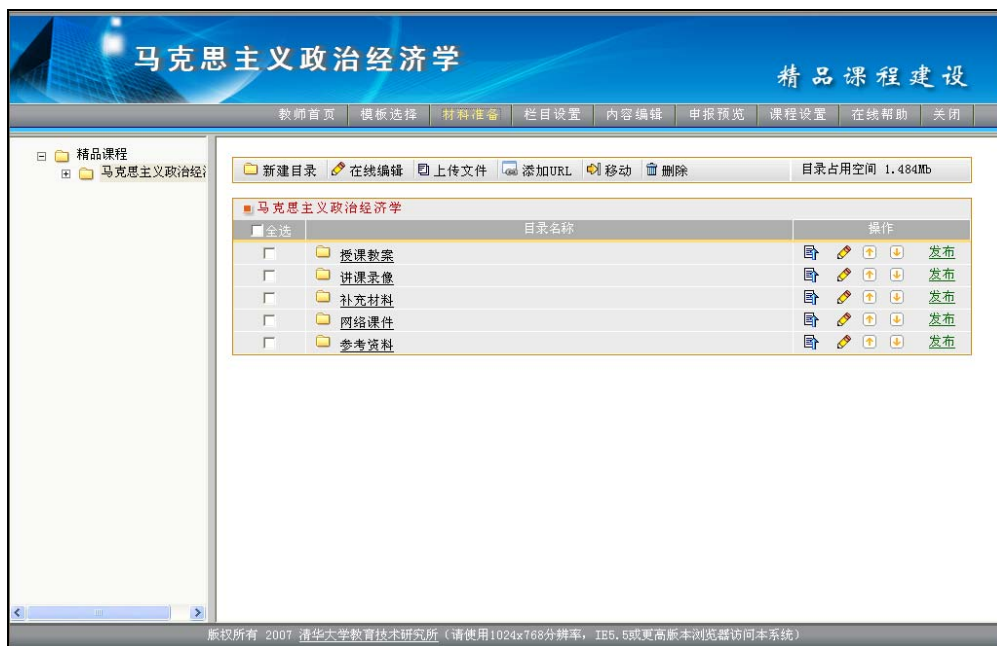 马克思主义政治经济学
精品课程建设
教师首页 模板选择 材料准备 栏目设置 内容编辑 申报预览 课程设置 在线帮助 关闭
精品课程
马克思主义政治经济
新建目录 在线编辑 上传文件 添加URL 移动 删除 目录占用空间 1.484Mb
马克思主义政治经济学
全选 目录名称 操作
授课教案 发布
讲课录像 发布
补充材料 发布
网络课件 发布
参考资料 发布
版权所有 2007 清华大学教育技术研究所（请使用1024x768分辨率，IE5.5或更高版本浏览器访问本系统）